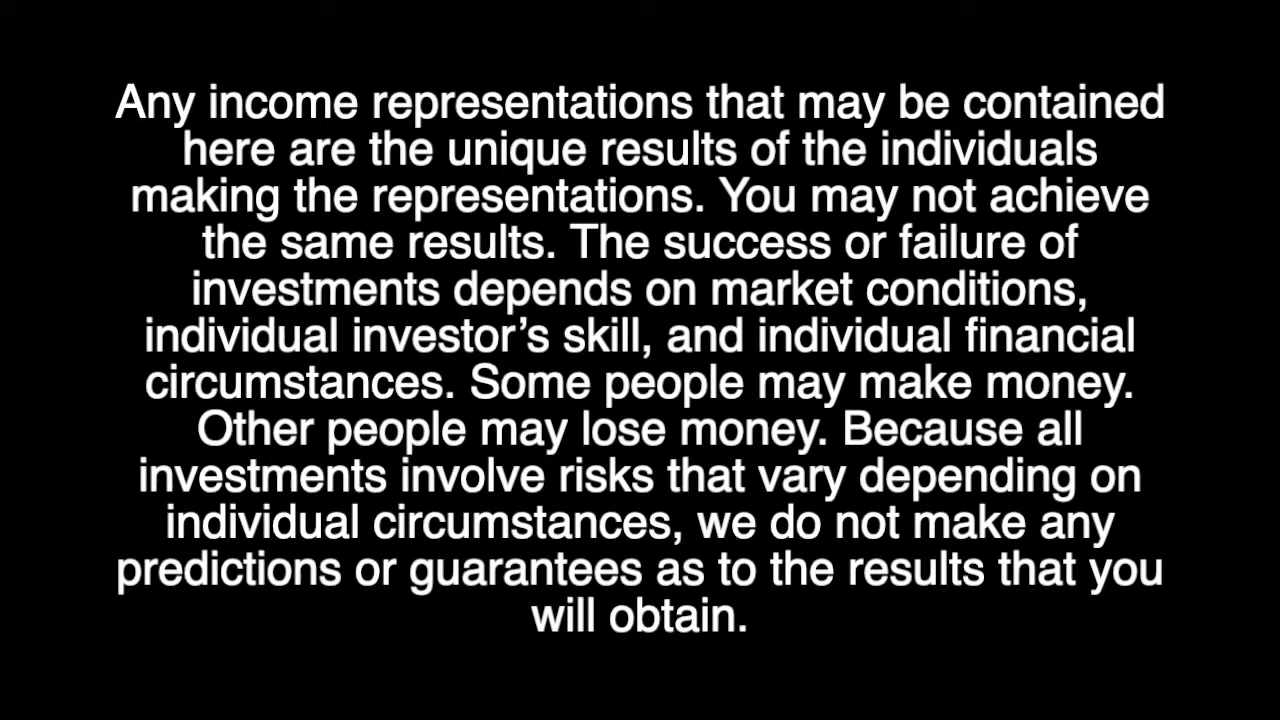 Any income representations that may be contained
here are the unique results of the individuals
making the representations. You may not achieve
the same results. The success or failure of
investments depends on market conditions,
individual investor’s skill, and individual financial
circumstances. Some people may make money.
Other people may lose money. Because all
investments involve risks that vary depending on
individual circumstances, we do not make any
predictions or guarantees as to the results that you
will obtain.